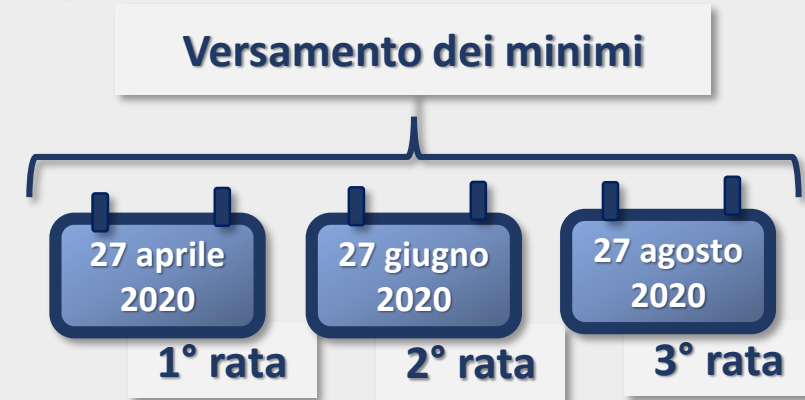 Versamento dei minimi
27 aprile
2020
27 giugno
2020
27 agosto
2020
1° rata
2° rata
3° rata